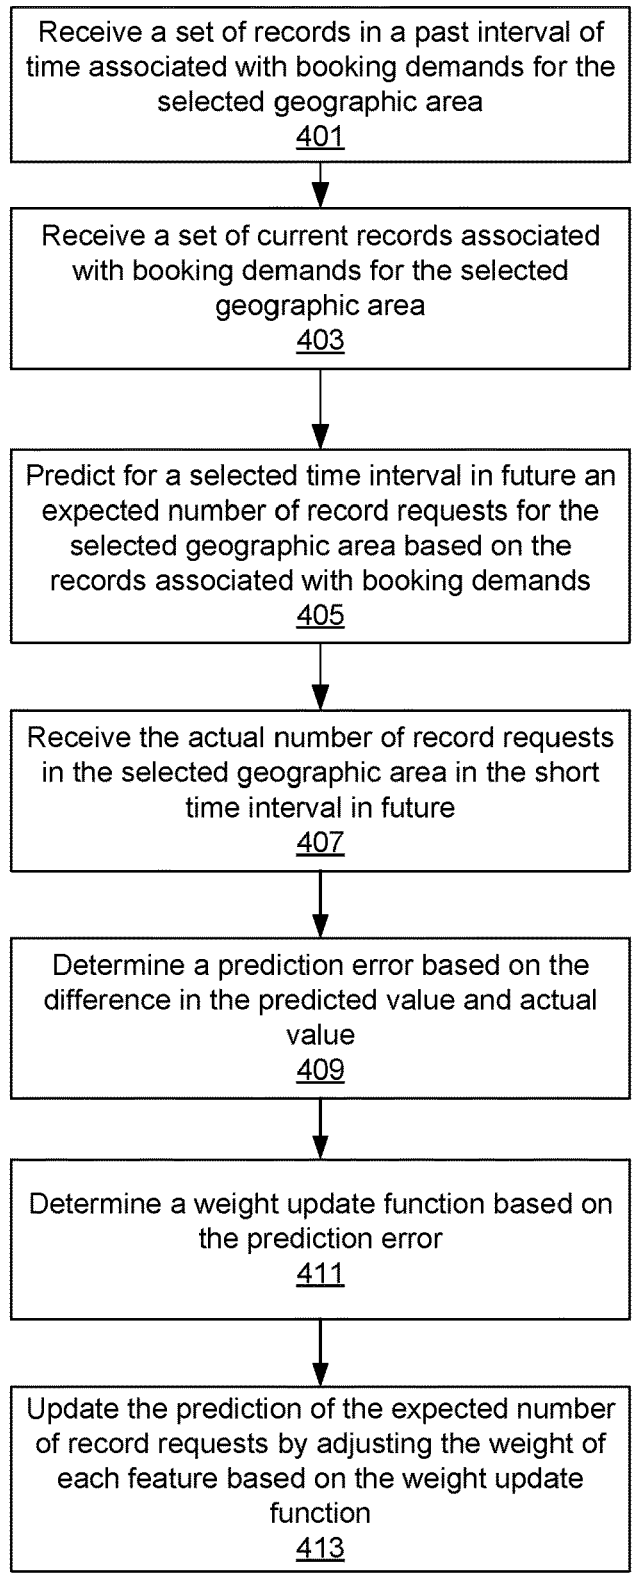 Receive a set of records in a past interval of
time associated with booking demands for the
selected geographic area
401
Receive a set of current records associated
with booking demands for the selected
geographic area
403
Predict for a selected time interval in future an
expected number of record requests for the
selected geographic area based on the
records associated with booking demands
405
Receive the actual number of record requests
in the selected geographic area in the short
time interval in future
407
Determine a prediction error based on the
difference in the predicted value and actual
value
409
Determine a weight update function based on
the prediction error
411
Update the prediction of the expected number
of record requests by adjusting the weight of
each feature based on the weight update
function
413